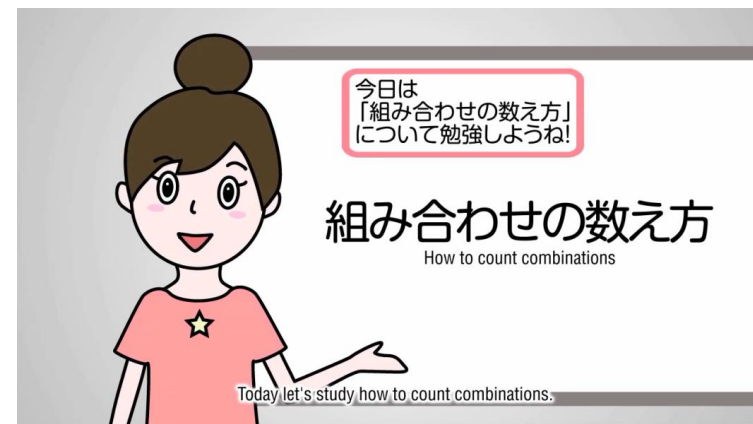 今日は
「組み合わせの数え方」
について勉強しようね!
組み合わせの数え方
How to count combinations
Today let's study how to count combinations.